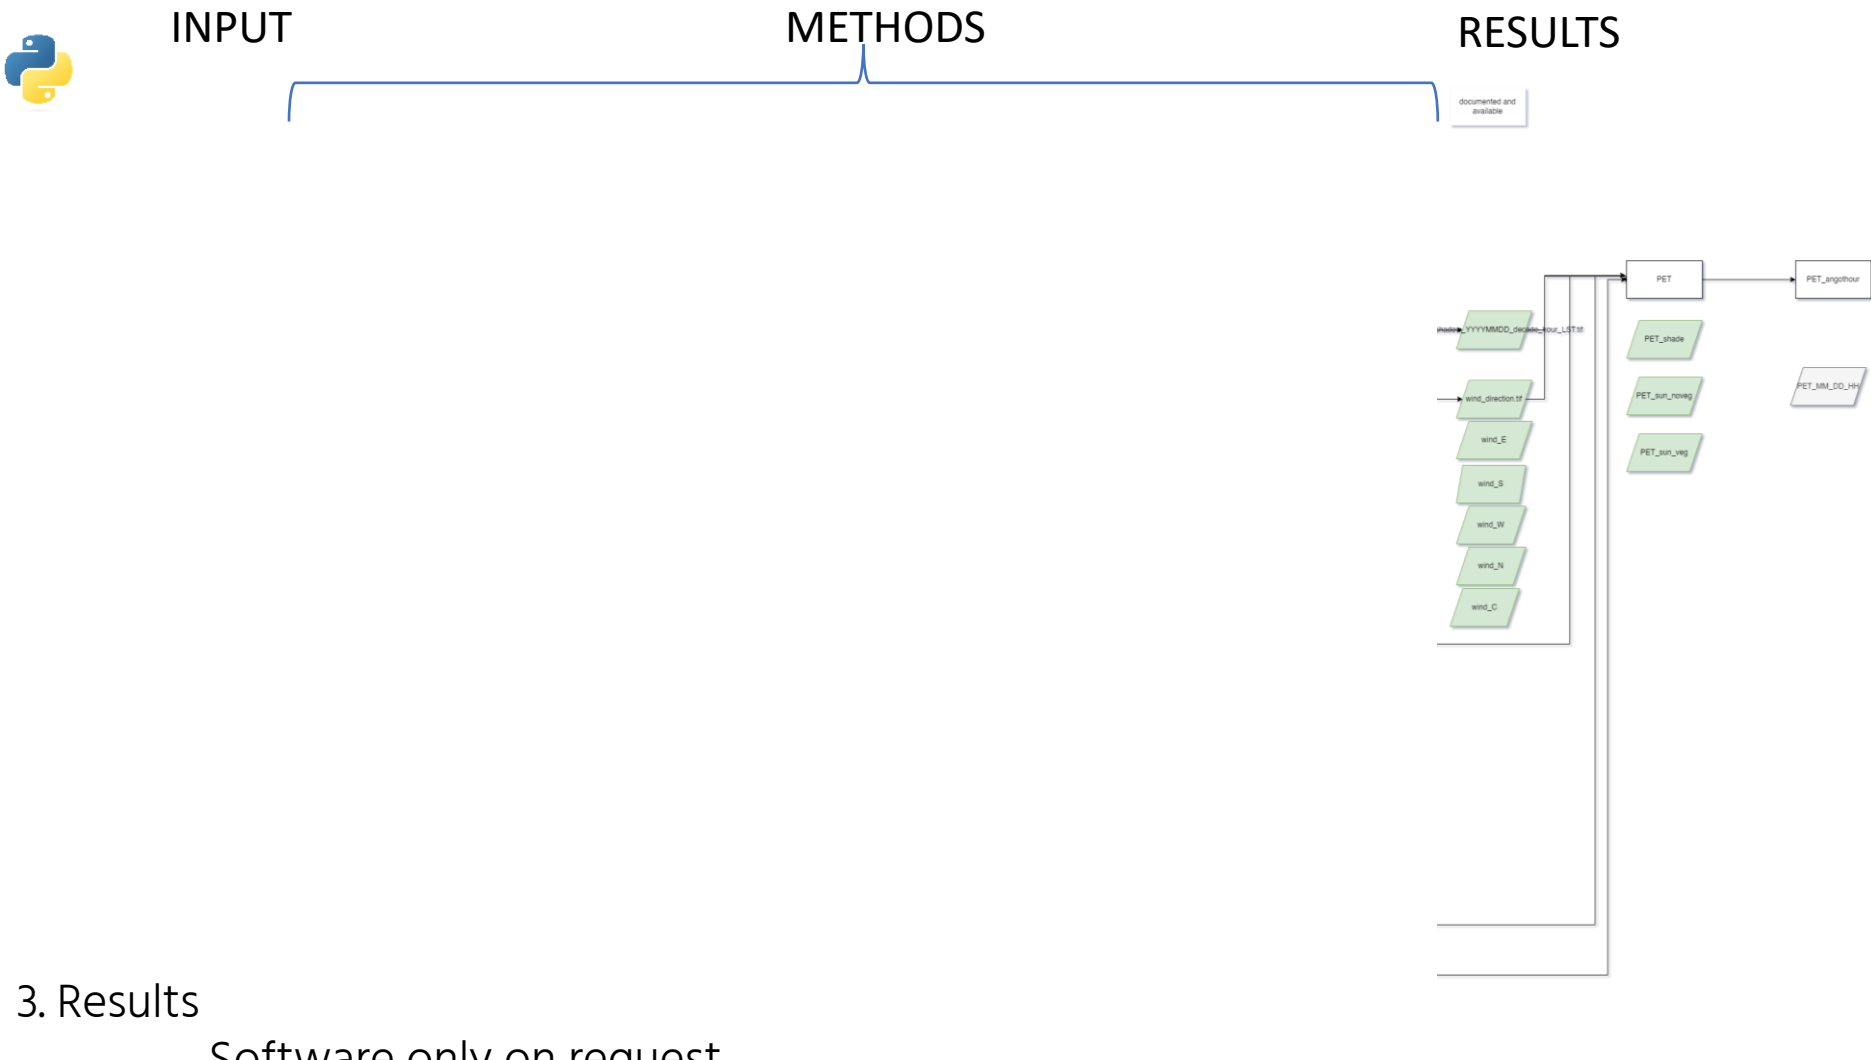 INPUT
METHODS
RESULTS
documented and
available
PET
PET_angothour
_YYYYMMDD_decade_hour_LST.tif
PET_shade
PET_MM_DD_HH
wind_direction.tif
PET_sun_noveg
wind_E
PET_sun_veg
wind_S
wind_W
wind_N
wind_C
3. Results
Software only on request